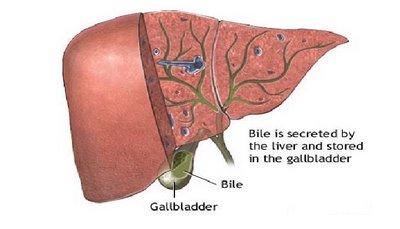 Bile is secreted by
the liver and stored
in the gallbladder
Bile
Gallbladder